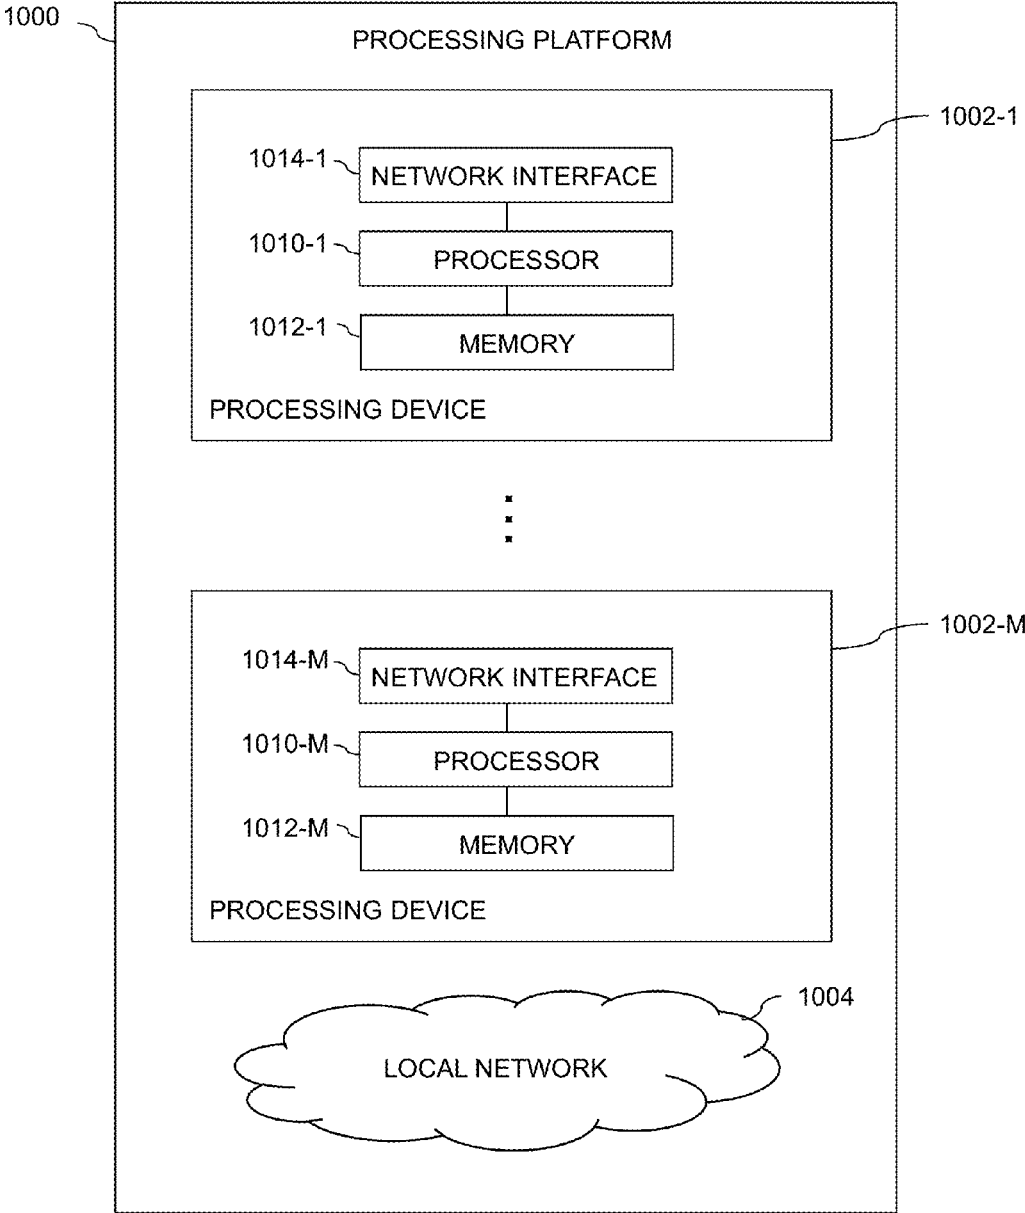 1000
PROCESSING PLATFORM
1002-1
1014-1
NETWORK INTERFACE
1010-1
PROCESSOR
1012-1
MEMORY
PROCESSING DEVICE
1002-M
1014-M
NETWORK INTERFACE
1010-M
PROCESSOR
1012-M
MEMORY
PROCESSING DEVICE
1004
LOCAL NETWORK